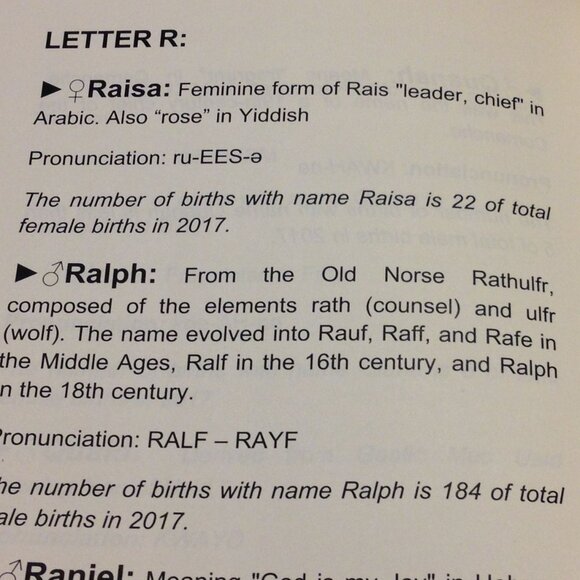 LETTER R:
►♀Raisa: Feminine form of Rais "leader, chief" in
Arabic. Also “rose” in Yiddish
Pronunciation: ru-EES-ə
The number of births with name Raisa is 22 of total
female births in 2017.
►♂Ralph: From the Old Norse Rathulfr,
composed of the elements rath (counsel) and ulfr
(wolf). The name evolved into Rauf, Raff, and Rafe in
the Middle Ages, Ralf in the 16th century, and Ralph
n the 18th century.
Pronunciation: RALF – RAYF
he number of births with name Ralph is 184 of total
ale births in 2017.
♂Raniel: Meaning "God is my Joy" in